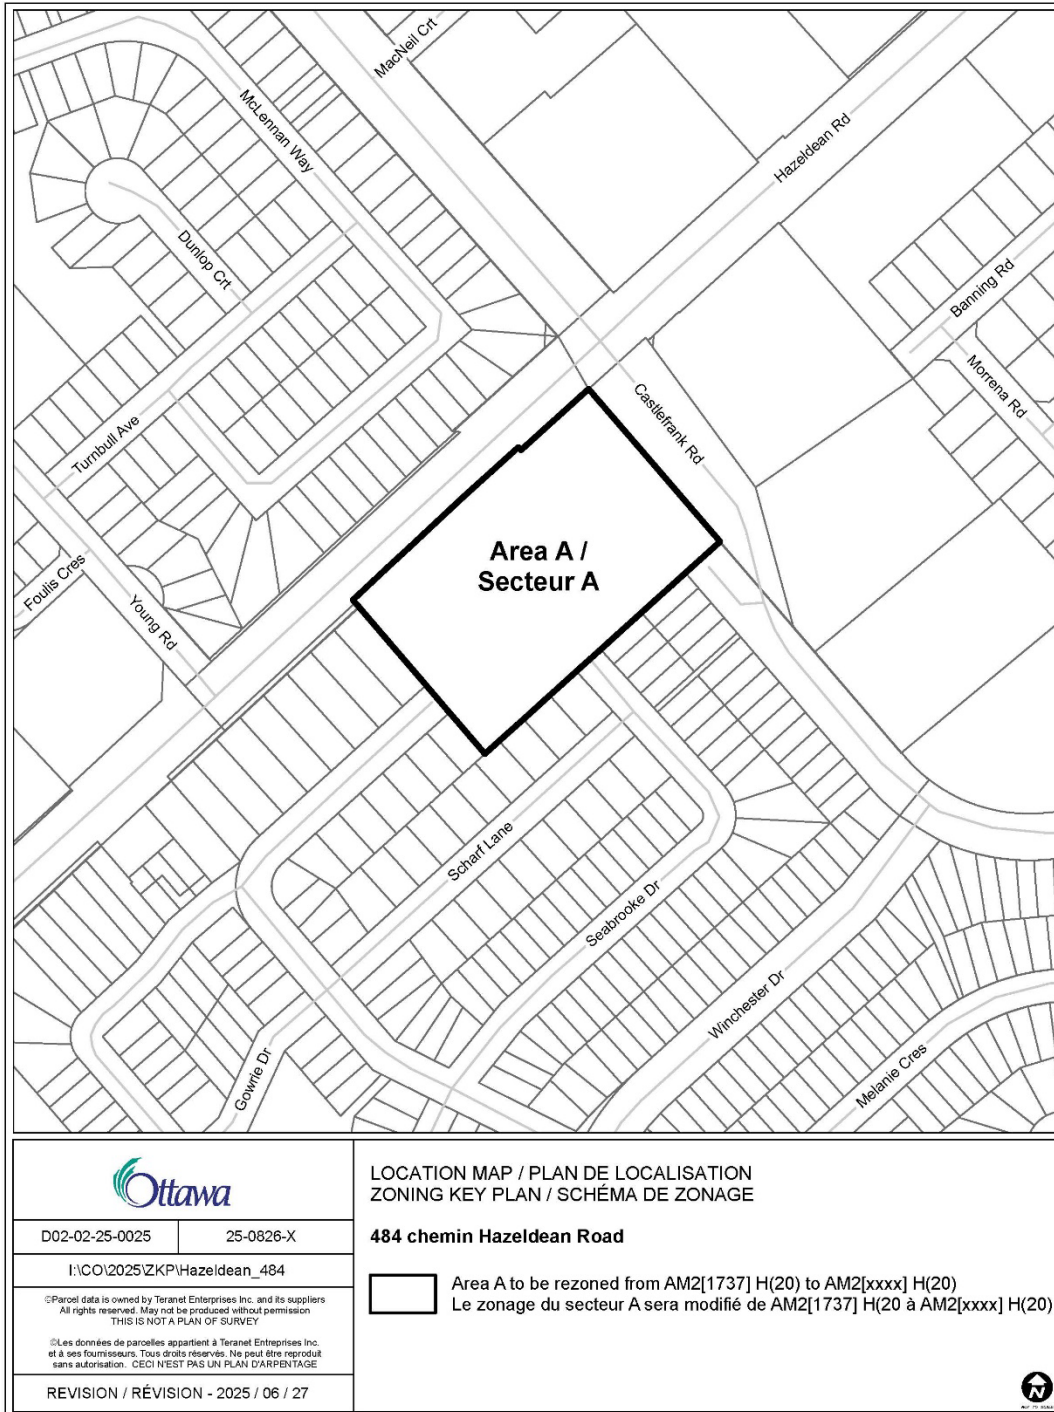 MacNeil Crt
McLennan Way
Hazeldean Rd
Dunlop Crt
Banning Rd
Morrena Rd
Castlefrank Rd
Turnbull Ave
Area A /
Secteur A
Foulis Cres
Young Rd
Scharf Lane
Seabrooke Dr
Winchester Dr
Gowrie Dr
Melanie Cres
Ottawa
D02-02-25-0025
25-0826-X
I:\CO\2025\ZKP\Hazeldean_484
©Parcel data is owned by Teranet Enterprises Inc. and its suppliers
All rights reserved. May not be produced without permission
THIS IS NOT A PLAN OF SURVEY
©Les données de parcelles appartient à Teranet Entreprises Inc.
et à ses fournisseurs. Tous droits réservés. Ne peut être reproduit
sans autorisation. CECI N'EST PAS UN PLAN D'ARPENTAGE
REVISION / RÉVISION - 2025 / 06 / 27
LOCATION MAP / PLAN DE LOCALISATION
ZONING KEY PLAN / SCHÉMA DE ZONAGE
484 chemin Hazeldean Road
Area A to be rezoned from AM2[1737] H(20) to AM2[xxxx] H(20)
Le zonage du secteur A sera modifié de AM2[1737] H(20 à AM2[xxxx] H(20)
N